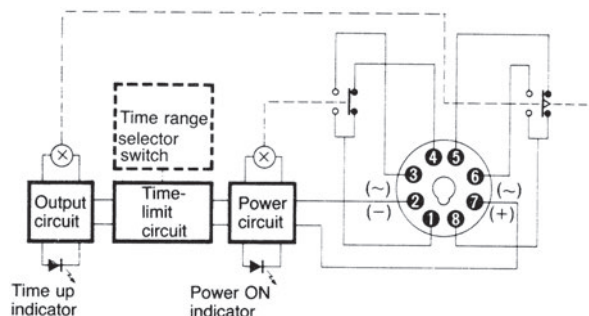 Time range
selector
switch
Output
circuit
Time-
limit
circuit
Power
circuit
Time up
indicator
Power ON
indicator
4 5
3 6
(~) (~)
2 7
(−) (+)
1 8